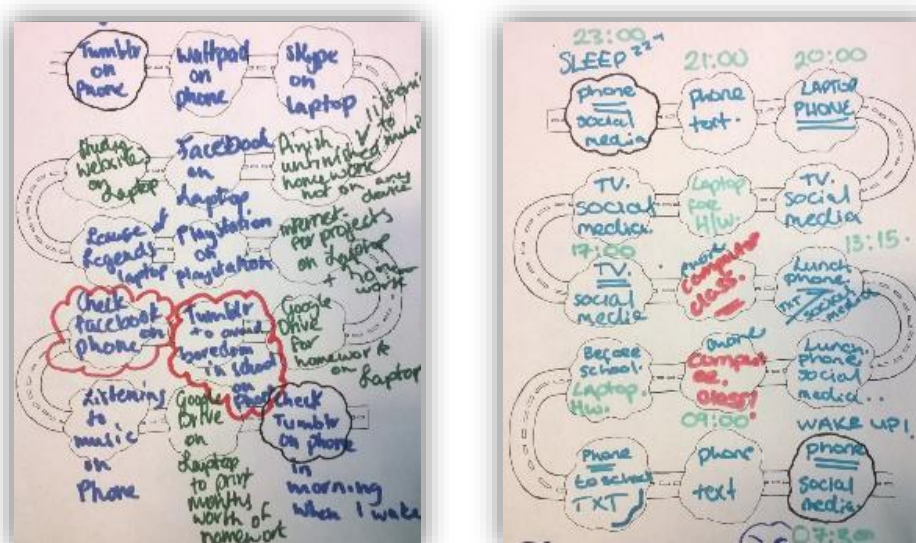 Tumblr
on
Phone
Wattpad
on
phone
Skype
on
Laptop
Study
website
on Laptop
Facebook
on
Laptop
Finish
unfinished
homework
not on any
device
listening
to
music
Legends
laptop
Playstation
on
playstation
Internet
for projects
on Laptop
+ home
work
Check
facebook
on
phone
Tumblr
to avoid
boredom
in school
on
phone
Google
Drive
for
homework
on Laptop
Listening
to
music
on
Phone
Google
Drive
on
Laptop
to print
months
worth of
homework
Check
Tumblr
on phone
in
morning
when I wake
23:00
SLEEP
phone
social
media
21:00
phone
text.
20:00
LAPTOP
PHONE
TV.
social
media.
Laptop
for
H/W.
TV.
social
media
17:00
TV.
social
media
computer
class.
13:15.
Lunch
phone
TXT
social
media
Before
school.
Laptop.
Hw.
Comput
er.
class!
09:00
Lunch.
phone
social
media..
Phone
to school
TXT
phone
text
WAKE UP!
phone
social
media.
07:30